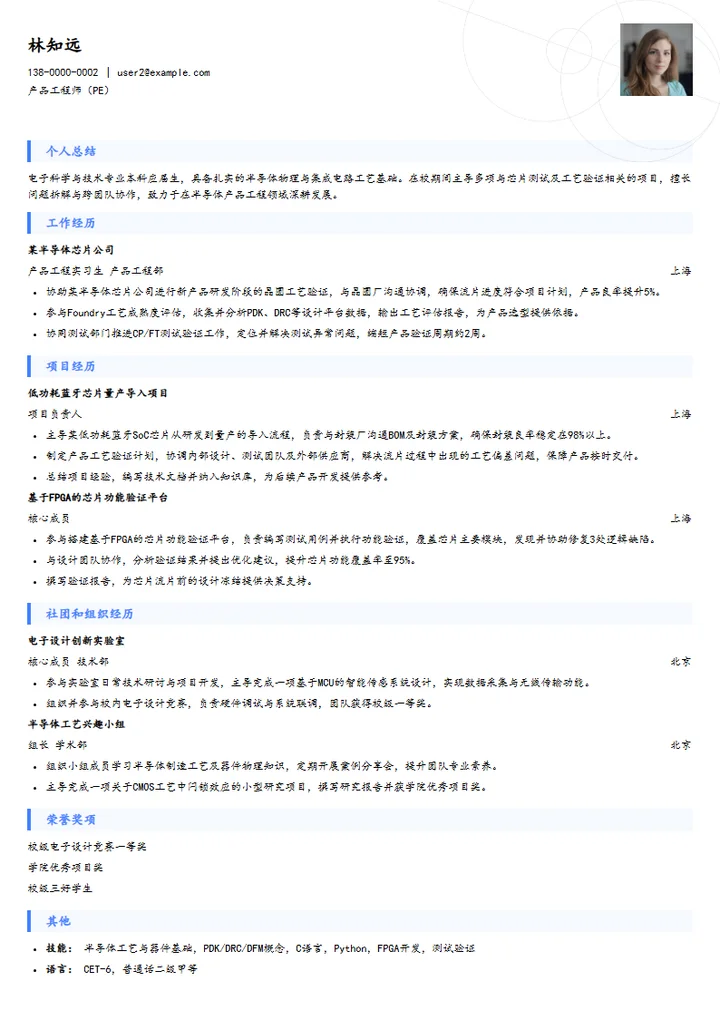 林知远
138-0000-0002 | user2@example.com
产品工程师（PE）
个人总结
电子科学与技术专业本科应届生，具备扎实的半导体物理与集成电路工艺基础。在校期间主导多项与芯片测试及工艺验证相关的项目，擅长
问题拆解与跨团队协作，致力于在半导体产品工程领域深耕发展。
工作经历
某半导体芯片公司
产品工程实习生 产品工程部 上海
• 协助某半导体芯片公司进行新产品研发阶段的晶圆工艺验证，与晶圆厂沟通协调，确保流片进度符合项目计划，产品良率提升5%。
• 参与Foundry工艺成熟度评估，收集并分析PDK、DRC等设计平台数据，输出工艺评估报告，为产品选型提供依据。
• 协同测试部门推进CP/FT测试验证工作，定位并解决测试异常问题，缩短产品验证周期约2周。
项目经历
低功耗蓝牙芯片量产导入项目
项目负责人 上海
• 主导某低功耗蓝牙SoC芯片从研发到量产的导入流程，负责与封装厂沟通BOM及封装方案，确保封装良率稳定在98%以上。
• 制定产品工艺验证计划，协调内部设计、测试团队及外部供应商，解决流片过程中出现的工艺偏差问题，保障产品按时交付。
• 总结项目经验，编写技术文档并纳入知识库，为后续产品开发提供参考。
基于FPGA的芯片功能验证平台
核心成员 上海
• 参与搭建基于FPGA的芯片功能验证平台，负责编写测试用例并执行功能验证，覆盖芯片主要模块，发现并协助修复3处逻辑缺陷。
• 与设计团队协作，分析验证结果并提出优化建议，提升芯片功能覆盖率至95%。
• 撰写验证报告，为芯片流片前的设计冻结提供决策支持。
社团和组织经历
电子设计创新实验室
核心成员 技术部 北京
• 参与实验室日常技术研讨与项目开发，主导完成一项基于MCU的智能传感系统设计，实现数据采集与无线传输功能。
• 组织并参与校内电子设计竞赛，负责硬件调试与系统联调，团队获得校级一等奖。
半导体工艺兴趣小组
组长 学术部 北京
• 组织小组成员学习半导体制造工艺及器件物理知识，定期开展案例分享会，提升团队专业素养。
• 主导完成一项关于CMOS工艺中闩锁效应的小型研究项目，撰写研究报告并获学院优秀项目奖。
荣誉奖项
校级电子设计竞赛一等奖
学院优秀项目奖
校级三好学生
其他
• 技能： 半导体工艺与器件基础，PDK/DRC/DFM概念，C语言，Python，FPGA开发，测试验证
• 语言： CET-6，普通话二级甲等